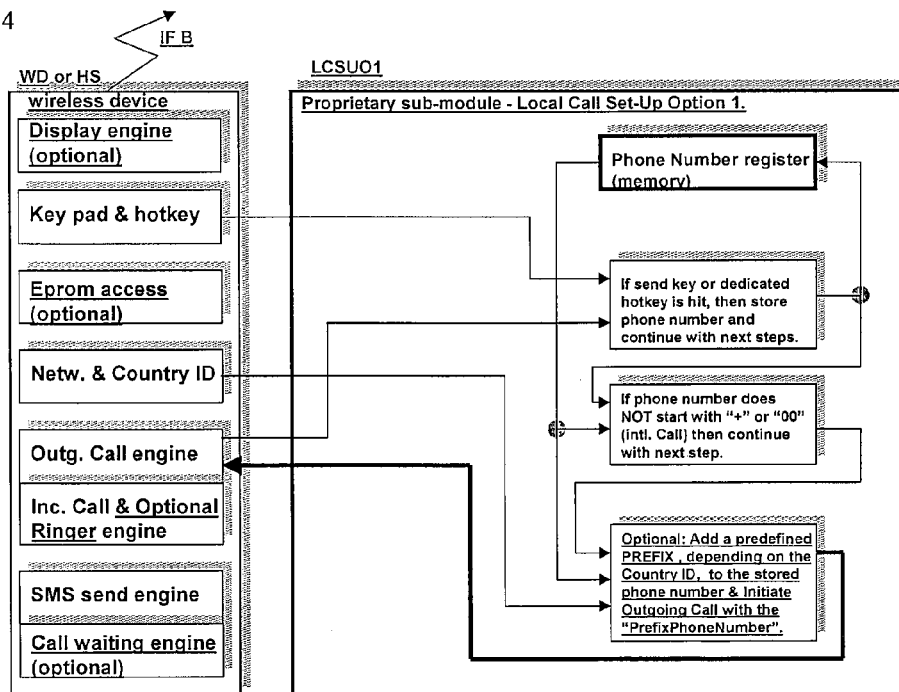 4
IF B
WD or HS
wireless device
Display engine
(optional)
Key pad & hotkey
Eprom access
(optional)
Netw. & Country ID
Outg. Call engine
Inc. Call & Optional
Ringer engine
SMS send engine
Call waiting engine
(optional)
LCSUO1
Proprietary sub-module - Local Call Set-Up Option 1.
Phone Number register
(memory)
If send key or dedicated
hotkey is hit, then store
phone number and
continue with next steps.
If phone number does
NOT start with “+” or “00”
(intl. Call) then continue
with next step.
Optional: Add a predefined
PREFIX , depending on the
Country ID, to the stored
phone number & Initiate
Outgoing Call with the
“PrefixPhoneNumber”.